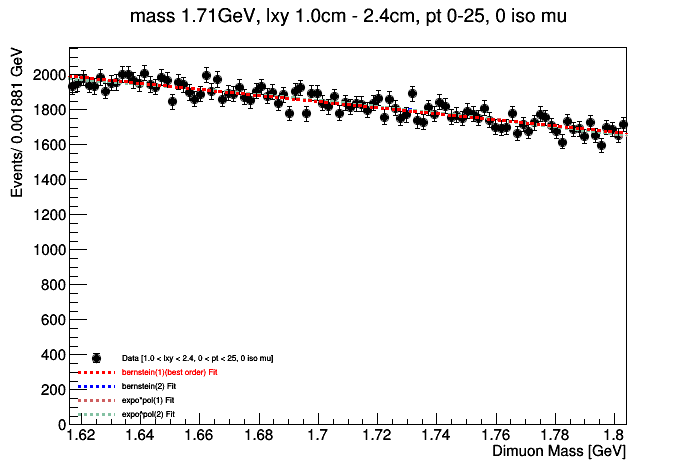 mass 1.71GeV, lxy 1.0cm - 2.4cm, pt 0-25, 0 iso mu
Events/ 0.001881 GeV
2000
1800
1600
1400
1200
1000
800
600
400
200
0
Data [1.0 < lxy < 2.4, 0 < pt < 25, 0 iso mu]
bernstein(1)(best order) Fit
bernstein(2) Fit
expo*pol(1) Fit
expo*pol(2) Fit
1.62 1.64 1.66 1.68 1.7 1.72 1.74 1.76 1.78 1.8
Dimuon Mass [GeV]